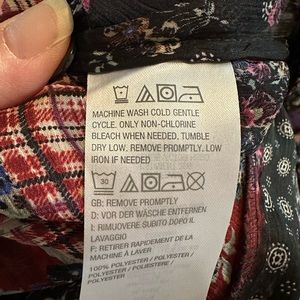 MACHINE WASH COLD GENTLE
CYCLE. ONLY NON-CHLORINE
BLEACH WHEN NEEDED, TUMBLE
DRY LOW. REMOVE PROMPTLY. LOW
IRON IF NEEDED
30
GB: REMOVE PROMPTLY
D: VOR DER WÄSCHE ENTFERNEN
I: RIMUOVERE SUBITO DOPO IL
LAVAGGIO
F: RETIRER RAPIDEMENT DE LA
MACHINE A LAVER
100% POLYESTER / POLYESTER /
POLIESTERE / POLYESTER